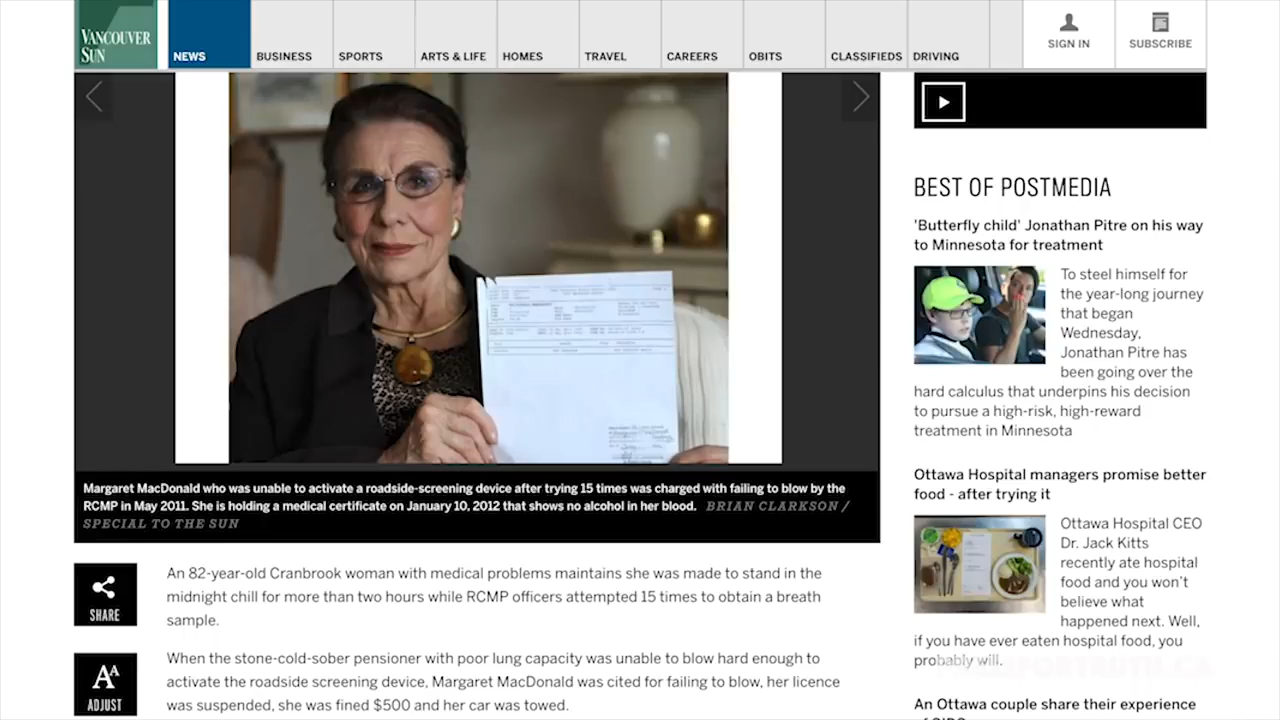 VANCOUVER
SUN
NEWS
BUSINESS
SPORTS
ARTS & LIFE
HOMES
TRAVEL
CAREERS
OBITS
CLASSIFIEDS
DRIVING
SIGN IN
SUBSCRIBE
Margaret MacDonald who was unable to activate a roadside-screening device after trying 15 times was charged with failing to blow by the
RCMP in May 2011. She is holding a medical certificate on January 10, 2012 that shows no alcohol in her blood. BRIAN CLARKSON /
SPECIAL TO THE SUN
SHARE
An 82-year-old Cranbrook woman with medical problems maintains she was made to stand in the
midnight chill for more than two hours while RCMP officers attempted 15 times to obtain a breath
sample.
AA
ADJUST
When the stone-cold-sober pensioner with poor lung capacity was unable to blow hard enough to
activate the roadside screening device, Margaret MacDonald was cited for failing to blow, her licence
was suspended, she was fined $500 and her car was towed.
BEST OF POSTMEDIA
'Butterfly child' Jonathan Pitre on his way
to Minnesota for treatment
To steel himself for
the year-long journey
that began
Wednesday,
Jonathan Pitre has
been going over the
hard calculus that underpins his decision
to pursue a high-risk, high-reward
treatment in Minnesota
Ottawa Hospital managers promise better
food - after trying it
Ottawa Hospital CEO
Dr. Jack Kitts
recently ate hospital
food and you won't
believe what
happened next. Well,
if you have ever eaten hospital food, you
probably will.
An Ottawa couple share their experience